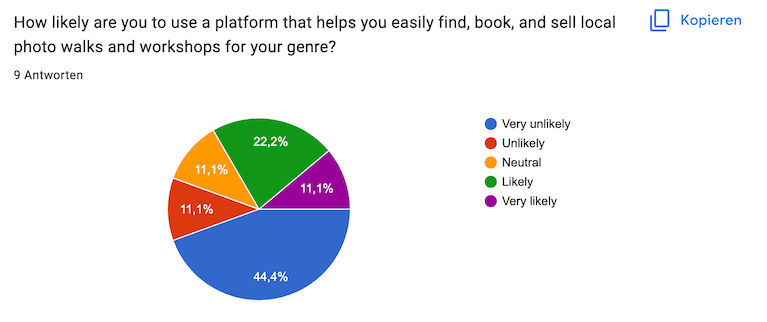 How likely are you to use a platform that helps you easily find, book, and sell local
photo walks and workshops for your genre?
Kopieren
9 Antworten
22,2%
11,1%
11,1%
11,1%
44,4%
Very unlikely
Unlikely
Neutral
Likely
Very likely